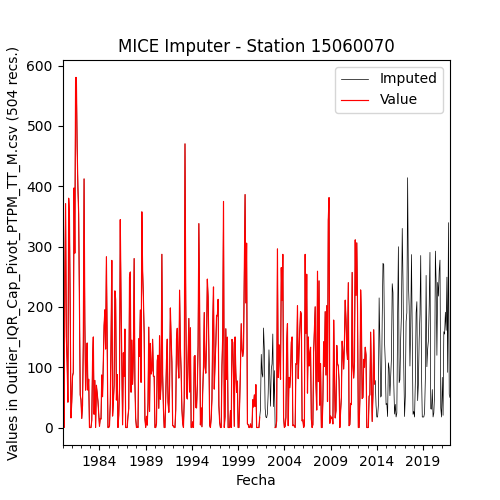 MICE Imputer - Station 15060070
Values in Outlier_IQR_Cap_Pivot_PTPM_TT_M.csv (504 recs.)
600
500
400
300
200
100
0
Imputed
Value
1984 1989 1994 1999 2004 2009 2014 2019
Fecha